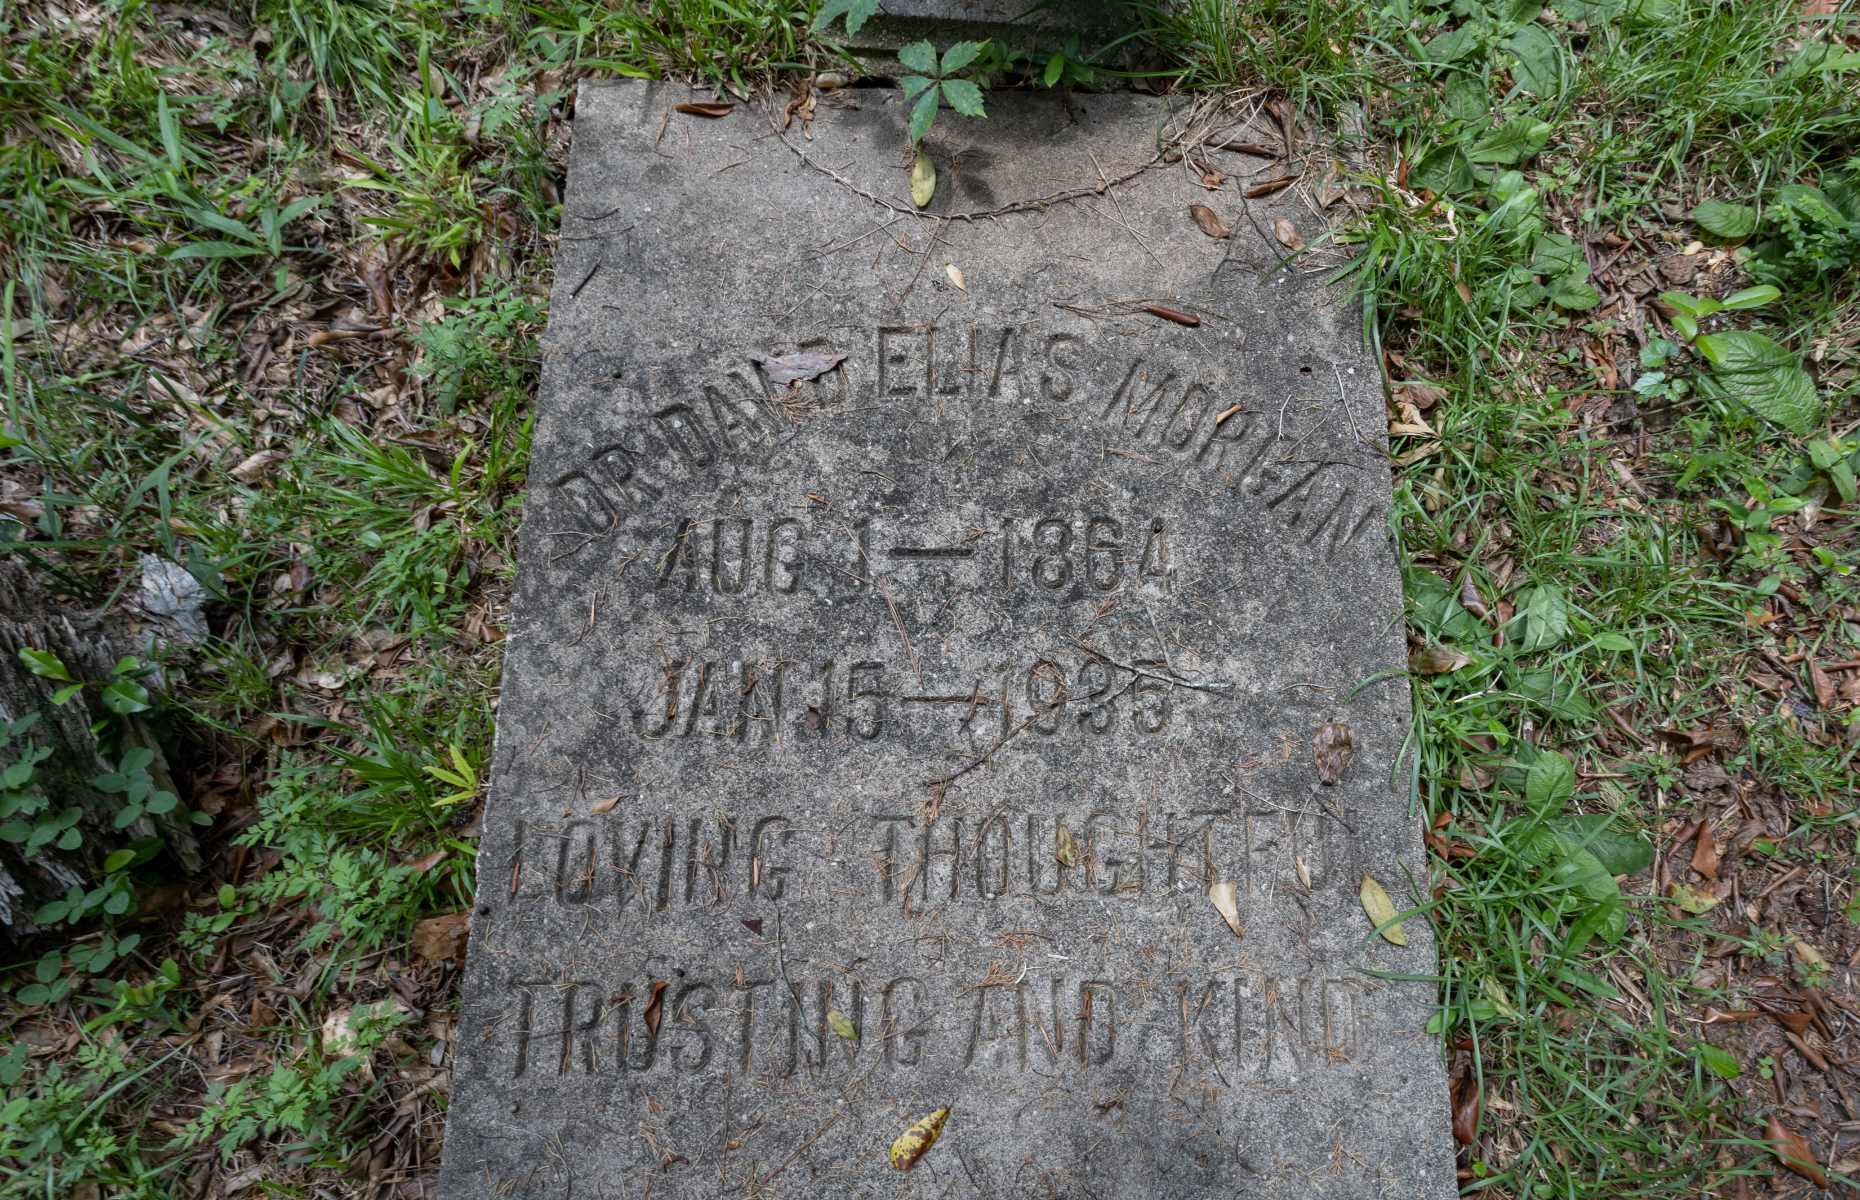 DR. DAVID ELIAS MORGAN
AUG 1 — 1864
JAN 15 — 1935
LOVING THOUGHTFUL
TRUSTING AND KIND